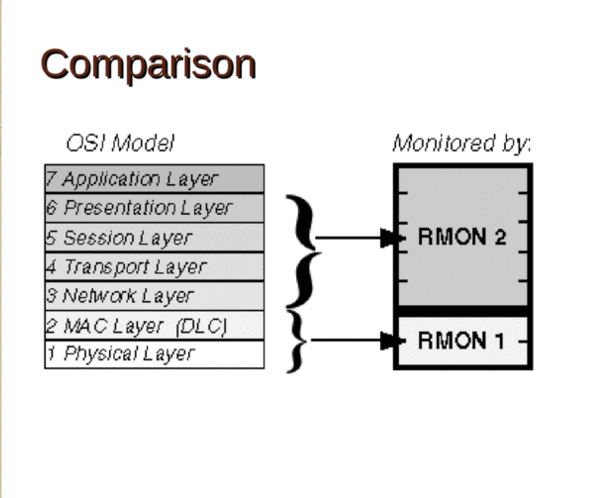 Comparison
OSI Model
Monitored by:
7 Application Layer
6 Presentation Layer
5 Session Layer
4 Transport Layer
3 Network Layer
2 MAC Layer (DLC)
1 Physical Layer
RMON 2
RMON 1